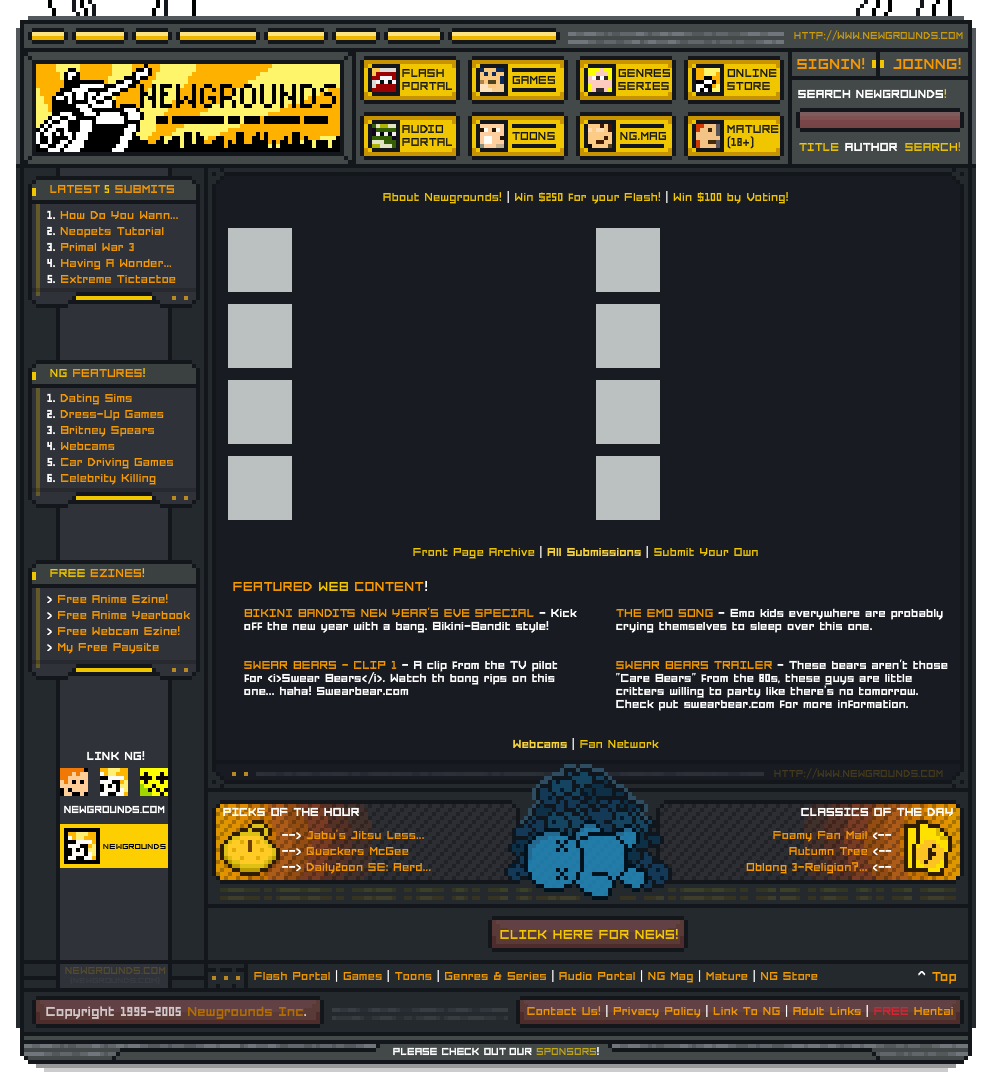 HTTP://WWW.NEWGROUNDS.COM
NEWGROUNDS
FLASH PORTAL
GAMES
GENRES SERIES
ONLINE STORE
AUDIO PORTAL
TOONS
NG.MAG
MATURE (18+)
SIGNIN! JOINNG!
SEARCH NEWGROUNDS!
TITLE AUTHOR SEARCH!
LATEST 5 SUBMITS
1. How Do You Wann...
2. Neopets Tutorial
3. Primal War 3
4. Having A Wonder...
5. Extreme Tictactoe
NG FEATURES!
1. Dating Sims
2. Dress-Up Games
3. Britney Spears
4. Webcams
5. Car Driving Games
6. Celebrity Killing
FREE EZINES!
> Free Anime Ezine!
> Free Anime Yearbook
> Free Webcam Ezine!
> My Free Paysite
LINK NG!
NEWGROUNDS.COM
NEWGROUNDS
NEWGROUNDS.COM
About Newgrounds! | Win $250 For your Flash! | Win $100 by Voting!
Front Page Archive | All Submissions | Submit Your Own
FEATURED WEB CONTENT!
BIKINI BANDITS NEW YEAR'S EVE SPECIAL - Kick
off the new year with a bang. Bikini-Bandit style!
THE EMO SONG - Emo kids everywhere are probably
crying themselves to sleep over this one.
SWEAR BEARS - CLIP 1 - A clip from the TV pilot
for <i>Swear Bears</i>. Watch th bong rips on this
one... haha! Swearbear.com
SWEAR BEARS TRAILER - These bears aren't those
"Care Bears" from the 80s, these guys are little
critters willing to party like there's no tomorrow.
Check put swearbear.com for more information.
Webcams | Fan Network
HTTP://WWW.NEWGROUNDS.COM
PICKS OF THE HOUR
--> Jabu's Jitsu Less...
--> Quackers McGee
--> DailyToon SE: Aerd...
CLASSICS OF THE DAY
Foamy Fan Mail <--
Autumn Tree <--
Oblong 3-Religion?... <--
CLICK HERE FOR NEWS!
Flash Portal | Games | Toons | Genres & Series | Audio Portal | NG Mag | Mature | NG Store
^ Top
Copyright 1995-2005 Newgrounds Inc.
Contact Us! | Privacy Policy | Link To NG | Adult Links | FREE Hentai
PLEASE CHECK OUT OUR SPONSORS!